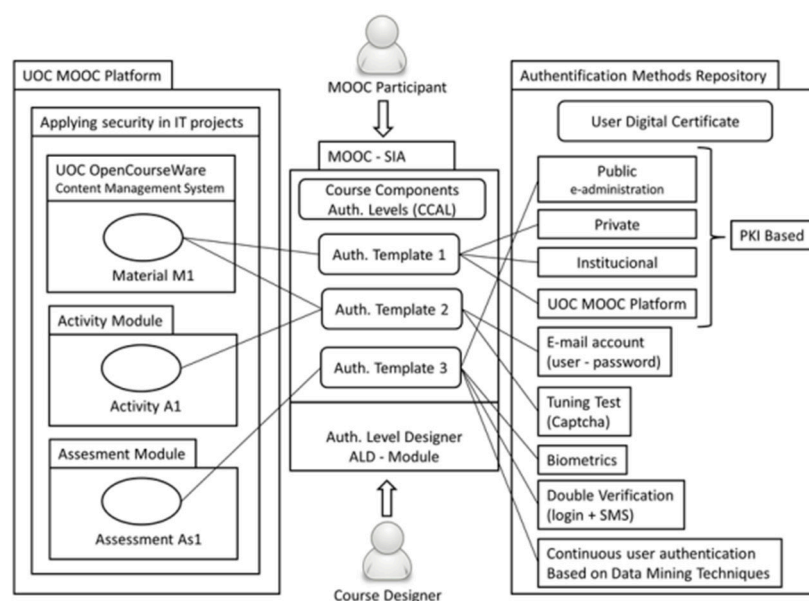 UOC MOOC Platform
Applying security in IT projects
UOC OpenCourseWare
Content Management System
Material M1
Activity Module
Activity A1
Assesment Module
Assessment As1
MOOC Participant
MOOC - SIA
Course Components
Auth. Levels (CCAL)
Auth. Template 1
Auth. Template 2
Auth. Template 3
Auth. Level Designer
ALD - Module
Course Designer
Authentification Methods Repository
User Digital Certificate
Public
e-administration
Private
Institucional
UOC MOOC Platform
PKI Based
E-mail account
(user - password)
Tuning Test
(Captcha)
Biometrics
Double Verification
(login + SMS)
Continuous user authentication
Based on Data Mining Techniques